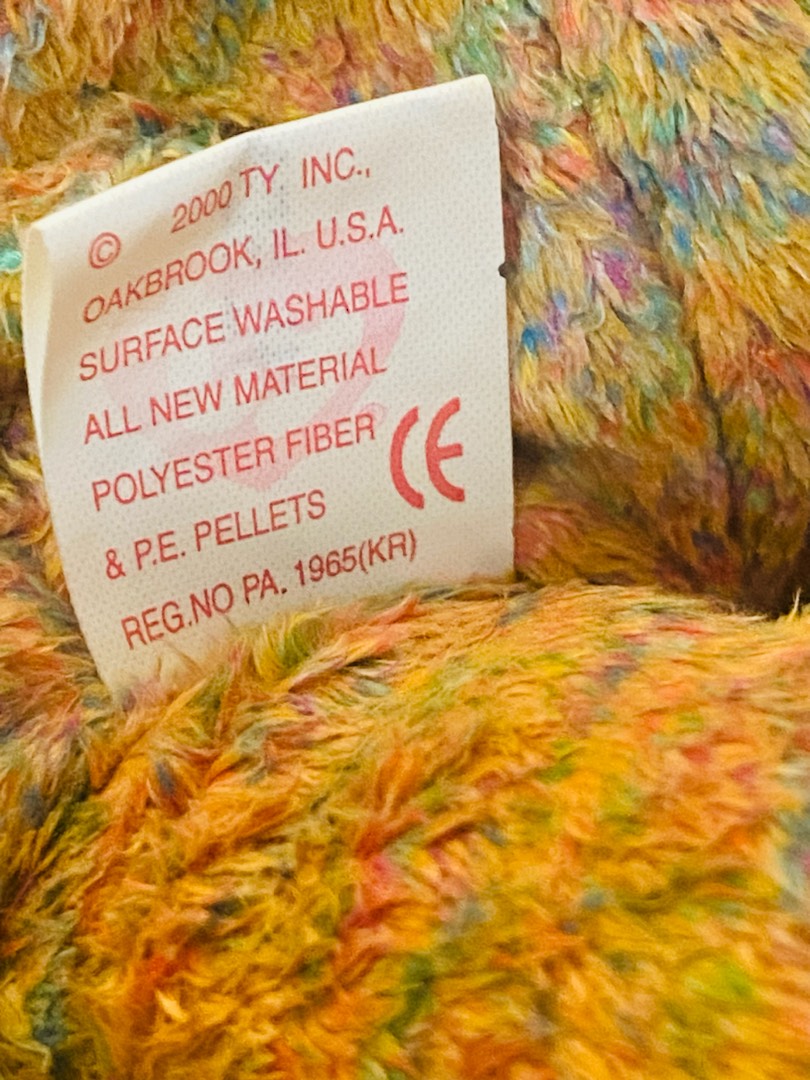 © 2000 TY INC.,
OAKBROOK, IL. U.S.A.
SURFACE WASHABLE
ALL NEW MATERIAL
POLYESTER FIBER
& P.E. PELLETS CE
REG.NO PA. 1965(KR)